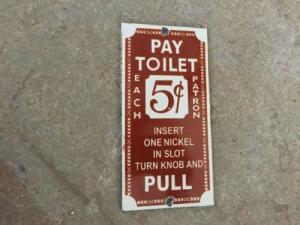 PAY
TOILET
EACH
5¢
PATRON
INSERT
ONE NICKEL
IN SLOT
TURN KNOB AND
PULL